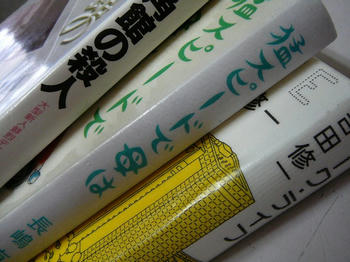 館の殺人
猛スピードで
猛スピードで母は
長嶋
修一
吉田修一
ーク・ライフ